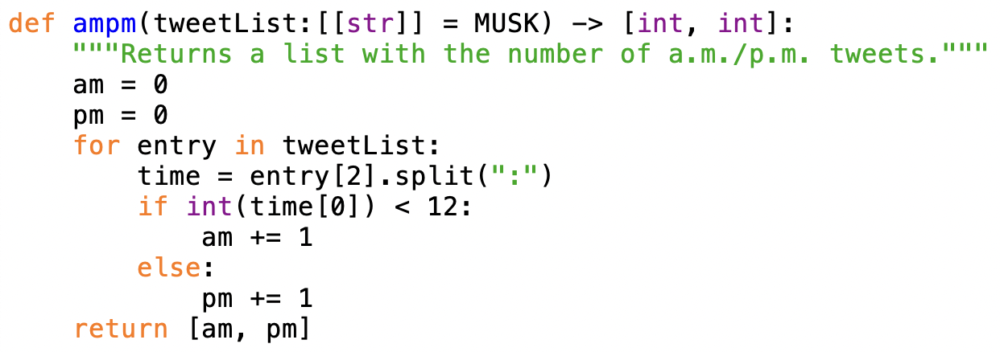 def ampm(tweetList:[[str]] = MUSK) -> [int, int]:
    """Returns a list with the number of a.m./p.m. tweets."""
    am = 0
    pm = 0
    for entry in tweetList:
        time = entry[2].split(":")
        if int(time[0]) < 12:
            am += 1
        else:
            pm += 1
    return [am, pm]